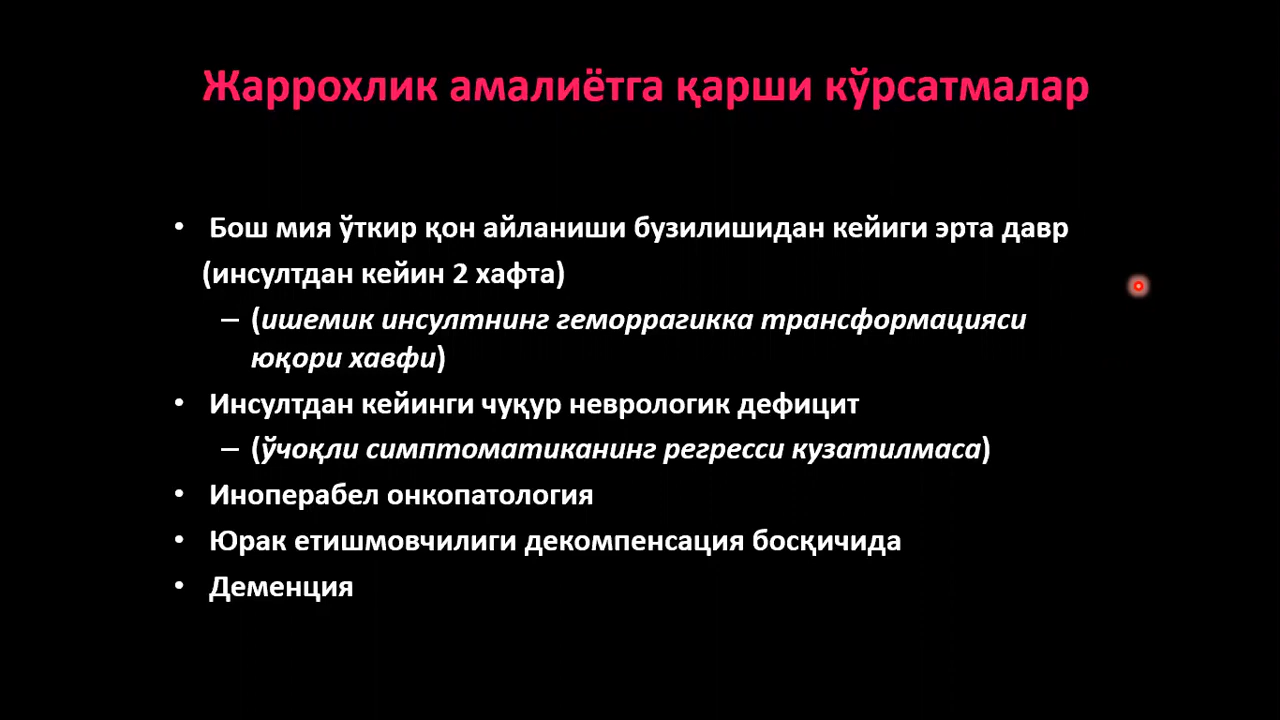 Жаррохлик амалиётга қарши кўрсатмалар
• Бош мия ўткир қон айланиши бузилишидан кейиги эрта давр
(инсултдан кейин 2 хафта)
– (ишемик инсултнинг геморрагикка трансформацияси
юқори хавфи)
• Инсултдан кейинги чуқур неврологик дефицит
– (ўчоқли симптоматиканинг регресси кузатилмаса)
• Иноперабел онкопатология
• Юрак етишмовчилиги декомпенсация босқичида
• Деменция